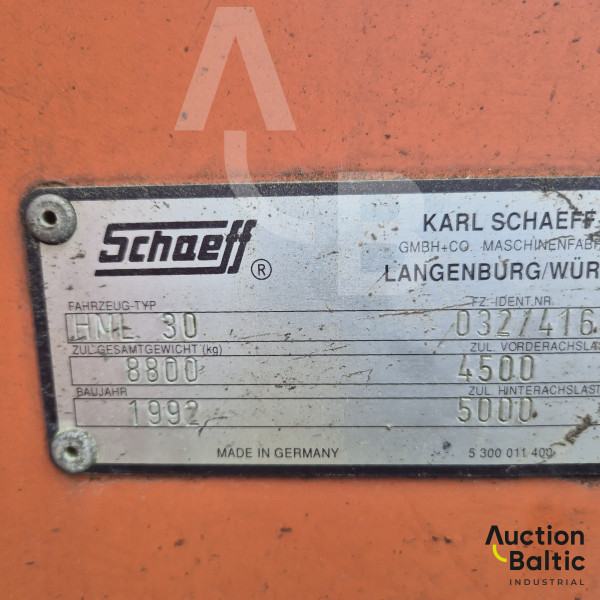 Schaeff ®
KARL SCHAEFF
GMBH+CO. MASCHINENFAB
LANGENBURG/WÜR
FAHRZEUG-TYP FZ.-IDENT.NR.
HML 30 032/416
ZUL.GESAMTGEWICHT (kg) ZUL. VORDERACHSLA
8800 4500
BAUJAHR ZUL. HINTERACHSLAST
1992 5000
MADE IN GERMANY 5 300 011 400
Auction
Baltic
INDUSTRIAL